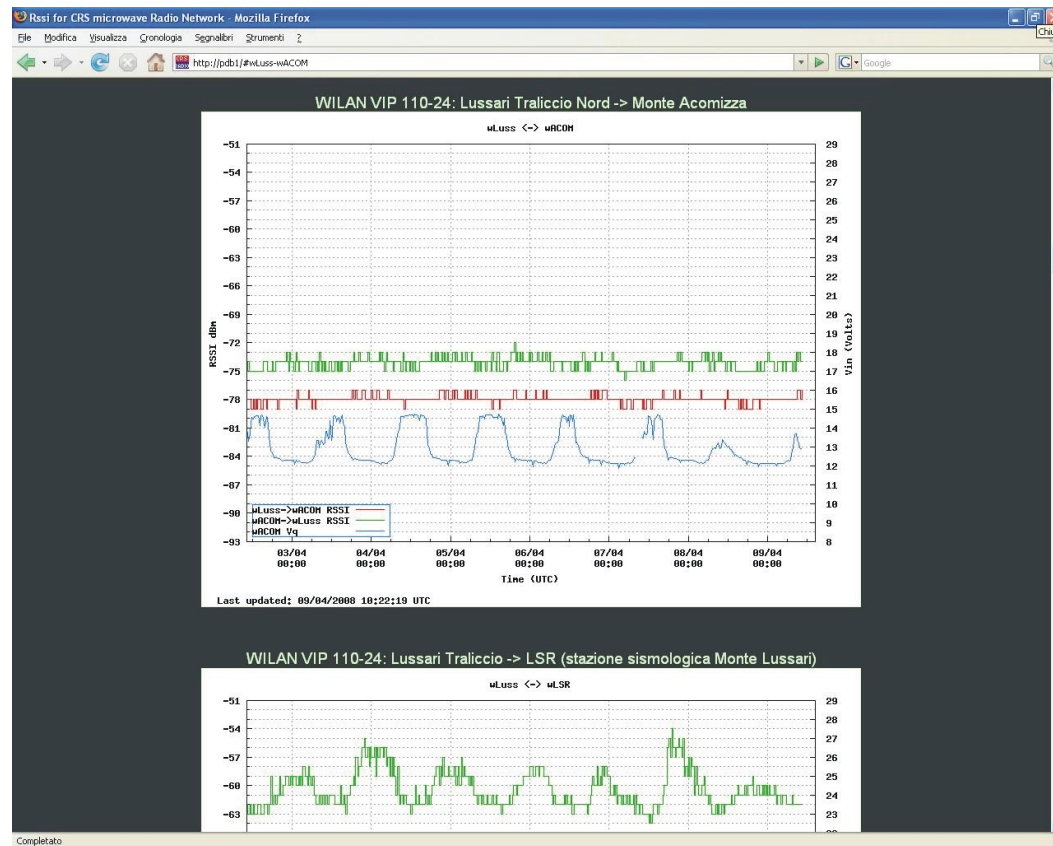 Rssi for CRS microwave Radio Network - Mozilla Firefox
Chiu
File Modifica Visualizza Cronologia Segnalibri Strumenti ?
http://pdb1/#wLuss-wACOM
G Google
WILAN VIP 110-24: Lussari Traliccio Nord -> Monte Acomizza
wLuss <-> wACOM
-51 29
28
-54
27
-57 26
25
-60
24
-63 23
22
-66
21
-69 20
19
-72
18
-75 17
16
-78
15
-81 14
13
-84
12
-87 11
10
-90
9
-93 8
RSSI dBm
Vin (Volts)
wLuss->wACOM RSSI
wACOM->wLuss RSSI
wACOM Vq
03/04 04/04 05/04 06/04 07/04 08/04 09/04
00:00 00:00 00:00 00:00 00:00 00:00 00:00
Time (UTC)
Last updated: 09/04/2008 10:22:19 UTC
WILAN VIP 110-24: Lussari Traliccio -> LSR (stazione sismologica Monte Lussari)
wLuss <-> wLSR
-51 29
28
-54
27
-57 26
25
-60
24
-63 23
Completato